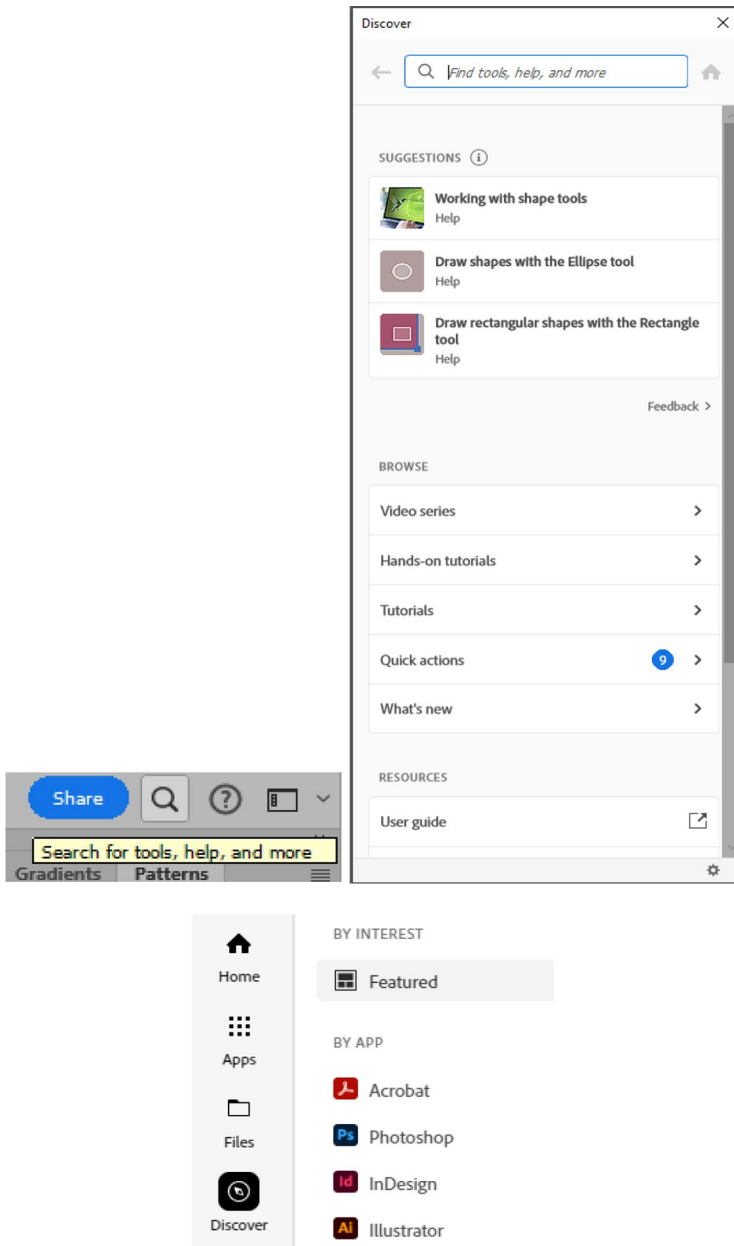 Discover
Find tools, help, and more
SUGGESTIONS
Working with shape tools
Help
Draw shapes with the Ellipse tool
Help
Draw rectangular shapes with the Rectangle
tool
Help
Feedback
BROWSE
Video series
Hands-on tutorials
Tutorials
Quick actions 9
What's new
RESOURCES
User guide
Share
Search for tools, help, and more
Gradients Patterns
Home
Apps
Files
Discover
BY INTEREST
Featured
BY APP
Acrobat
Ps Photoshop
Id InDesign
Ai Illustrator